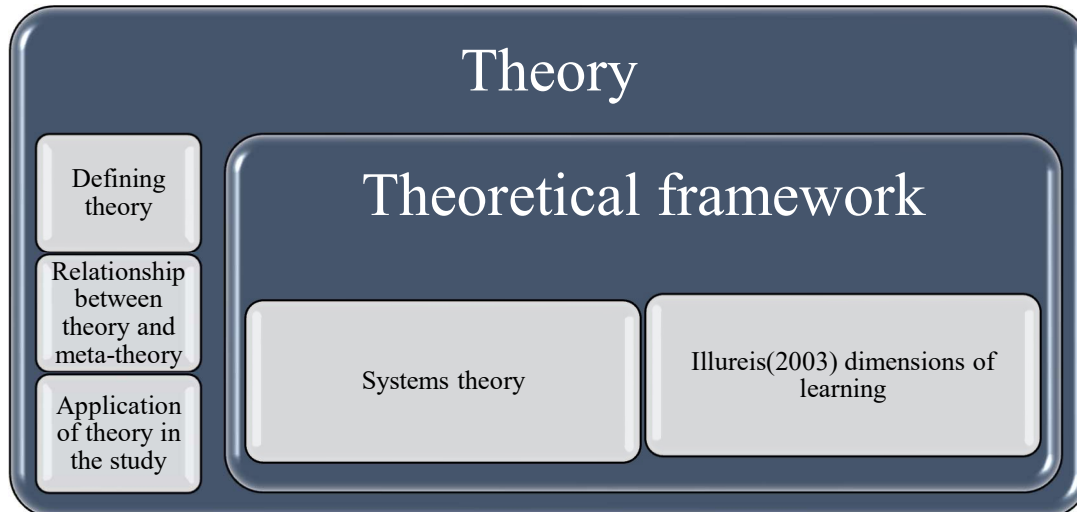 Theory
Defining
theory
Relationship
between
theory and
meta-theory
Application
of theory in
the study
Theoretical framework
Systems theory
Illureis(2003) dimensions of
learning